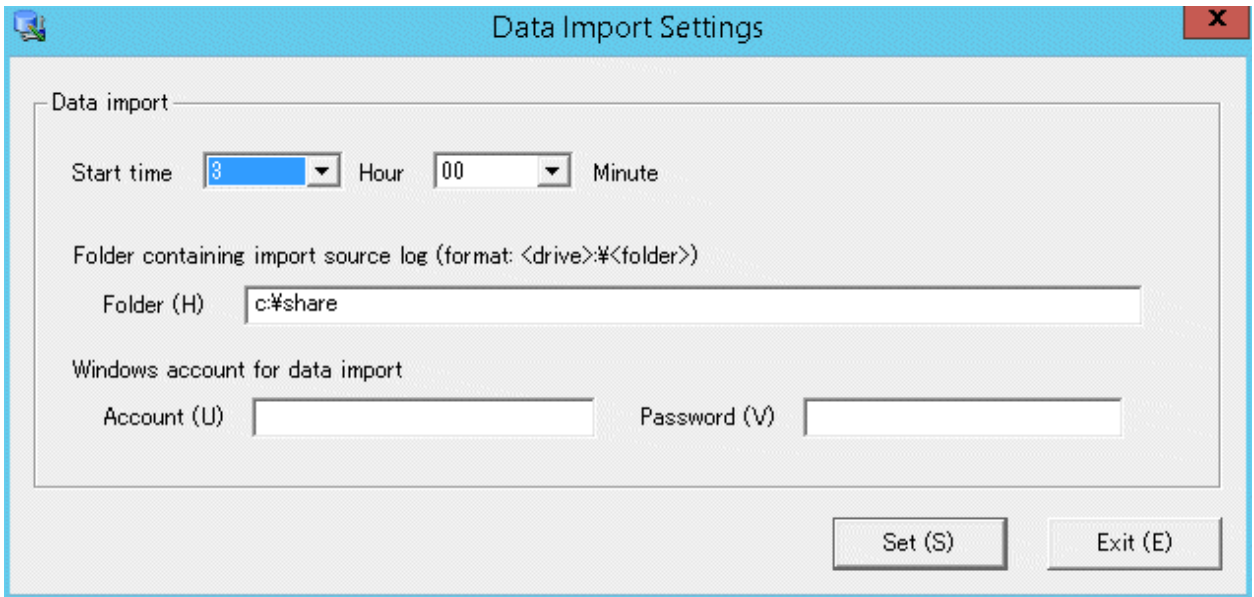 Data Import Settings
x
Data import
Start time 3 Hour 00 Minute
Folder containing import source log (format: <drive>:¥<folder>)
Folder (H) c:¥share
Windows account for data import
Account (U) Password (V)
Set (S) Exit (E)